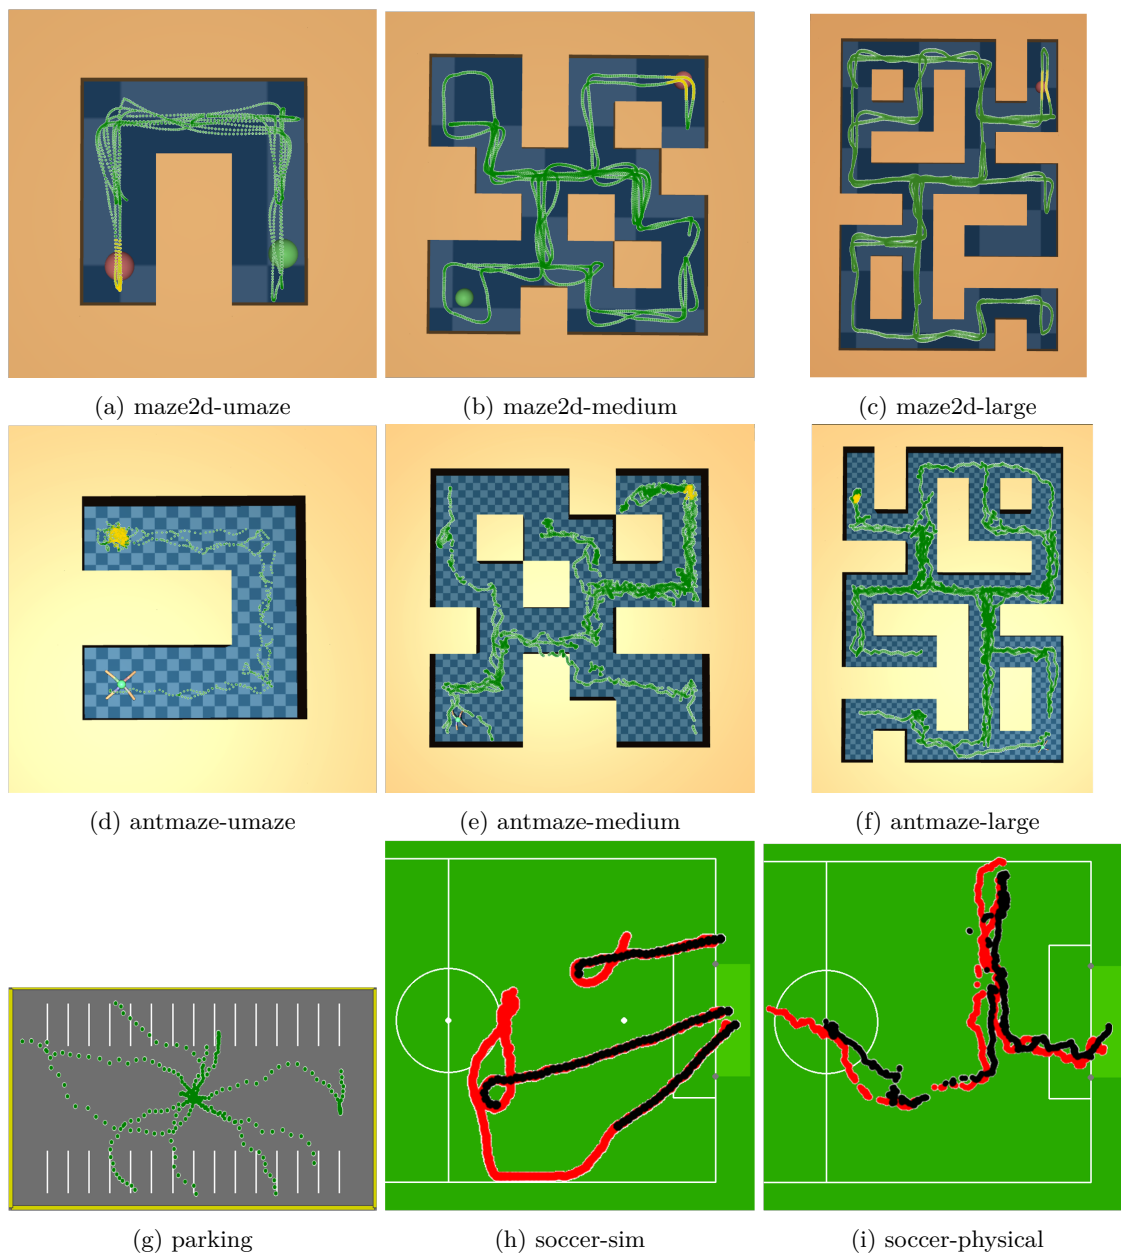 (a) maze2d-umaze
(b) maze2d-medium
(c) maze2d-large
(d) antmaze-umaze
(e) antmaze-medium
(f) antmaze-large
(g) parking
(h) soccer-sim
(i) soccer-physical